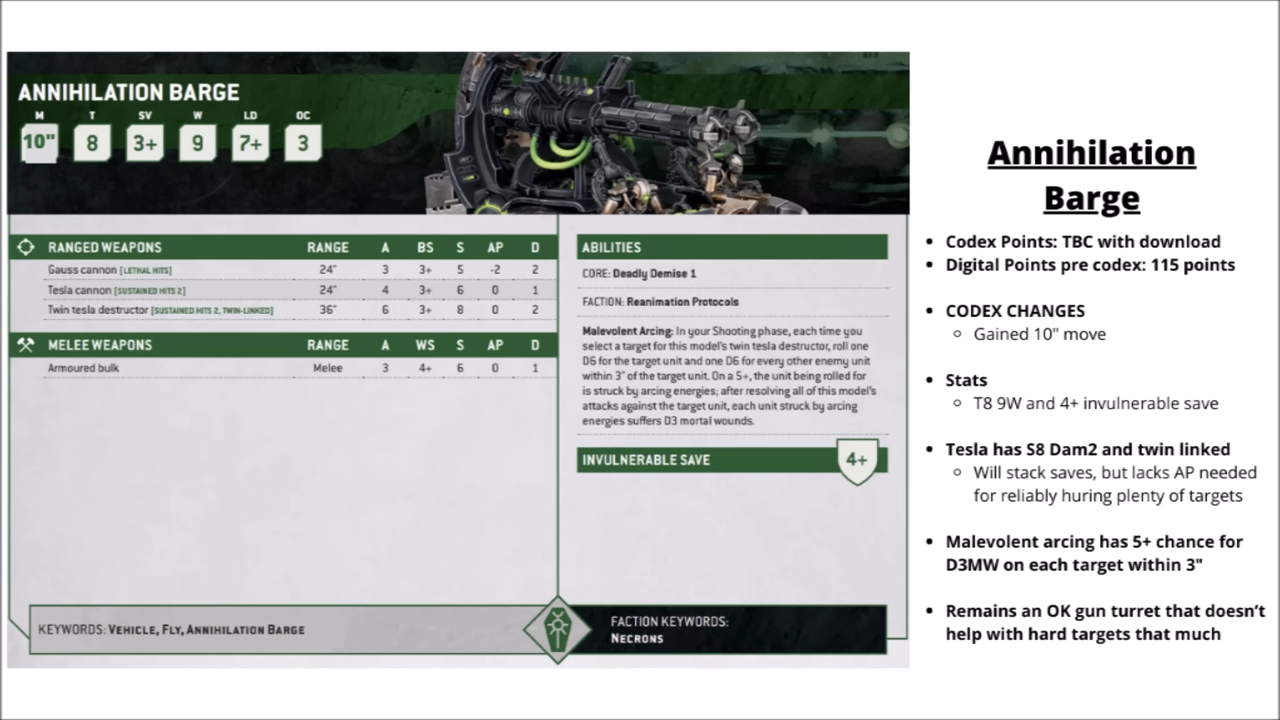 ANNIHILATION BARGE
M T SV W LD OC
10" 8 3+ 9 7+ 3
RANGED WEAPONS RANGE A BS S AP D
Gauss cannon [LETHAL HITS] 24" 3 3+ 5 -2 2
Tesla cannon [SUSTAINED HITS 2] 24" 4 3+ 6 0 1
Twin tesla destructor [SUSTAINED HITS 2, TWIN-LINKED] 36" 6 3+ 8 0 2
MELEE WEAPONS RANGE A WS S AP D
Armoured bulk Melee 3 4+ 6 0 1
ABILITIES
CORE: Deadly Demise 1
FACTION: Reanimation Protocols
Malevolent Arcing: In your Shooting phase, each time you
select a target for this model's twin tesla destructor, roll one
D6 for the target unit and one D6 for every other enemy unit
within 3" of the target unit. On a 5+, the unit being rolled for
is struck by arcing energies; after resolving all of this model's
attacks against the target unit, each unit struck by arcing
energies suffers D3 mortal wounds.
INVULNERABLE SAVE 4+
KEYWORDS: VEHICLE, FLY, ANNIHILATION BARGE
FACTION KEYWORDS:
NECRONS
Annihilation
Barge
• Codex Points: TBC with download
• Digital Points pre codex: 115 points
• CODEX CHANGES
○ Gained 10" move
• Stats
○ T8 9W and 4+ invulnerable save
• Tesla has S8 Dam2 and twin linked
○ Will stack saves, but lacks AP needed
for reliably huring plenty of targets
• Malevolent arcing has 5+ chance for
D3MW on each target within 3"
• Remains an OK gun turret that doesn't
help with hard targets that much